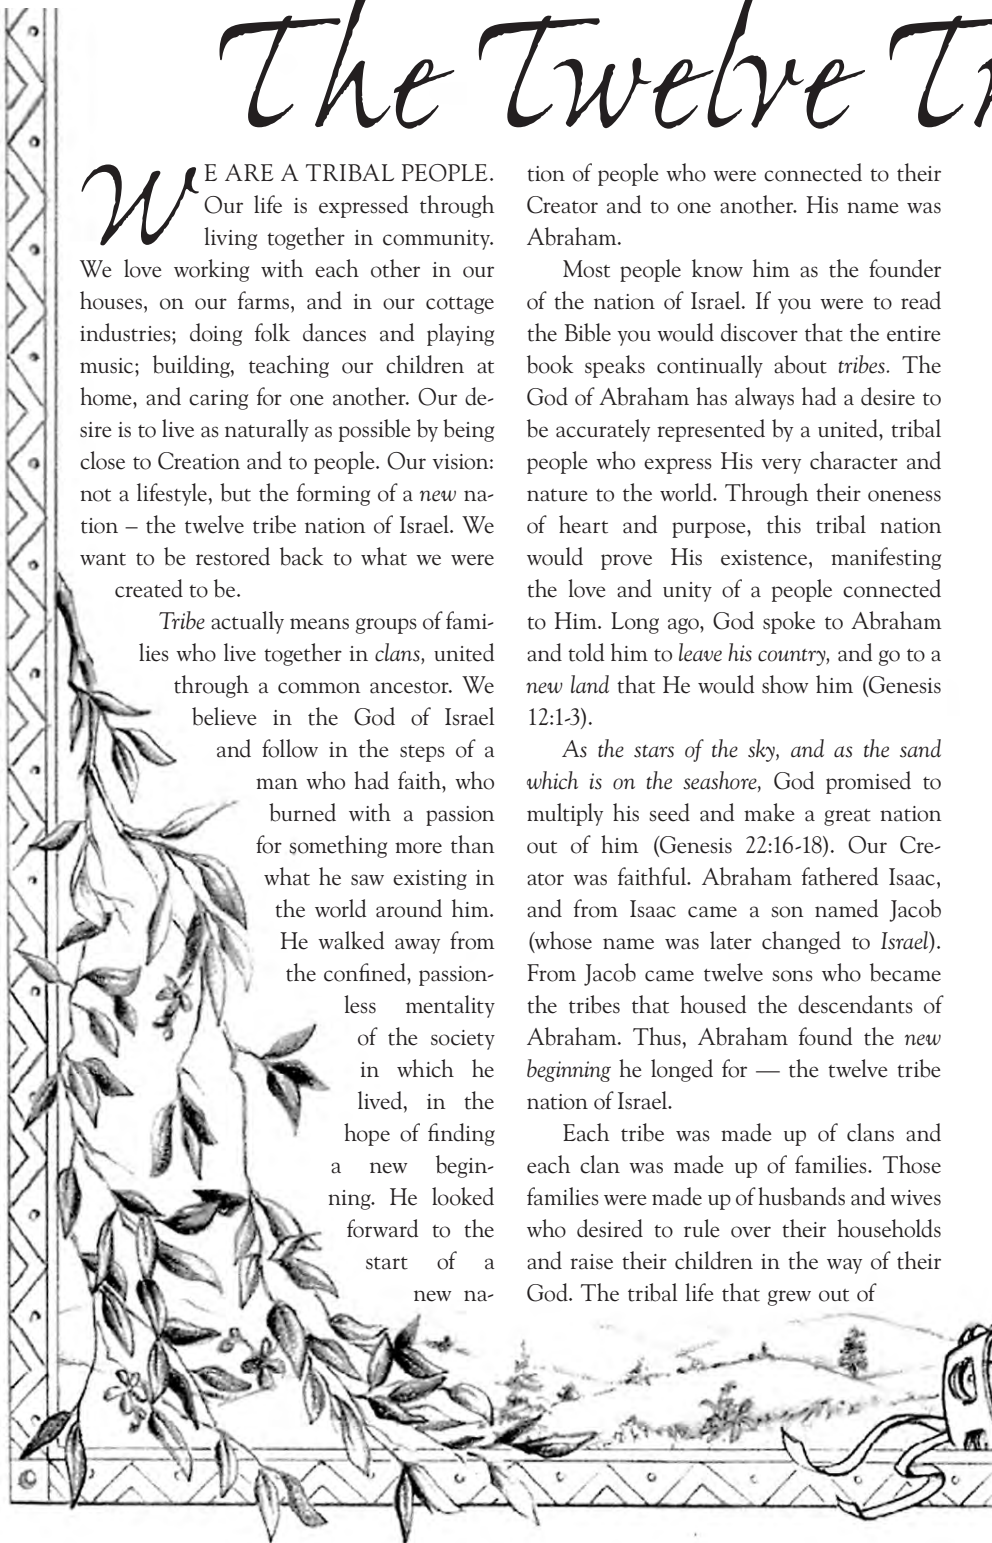 The Twelve Tr
WE ARE A TRIBAL PEOPLE.
Our life is expressed through
living together in community.
We love working with each other in our
houses, on our farms, and in our cottage
industries; doing folk dances and playing
music; building, teaching our children at
home, and caring for one another. Our de-
sire is to live as naturally as possible by being
close to Creation and to people. Our vision:
not a lifestyle, but the forming of a new na-
tion – the twelve tribe nation of Israel. We
want to be restored back to what we were
created to be.
Tribe actually means groups of fami-
lies who live together in clans, united
through a common ancestor. We
believe in the God of Israel
and follow in the steps of a
man who had faith, who
burned with a passion
for something more than
what he saw existing in
the world around him.
He walked away from
the confined, passion-
less mentality
of the society
in which he
lived, in the
hope of finding
a new begin-
ning. He looked
forward to the
start of a
new na-
tion of people who were connected to their
Creator and to one another. His name was
Abraham.
Most people know him as the founder
of the nation of Israel. If you were to read
the Bible you would discover that the entire
book speaks continually about tribes. The
God of Abraham has always had a desire to
be accurately represented by a united, tribal
people who express His very character and
nature to the world. Through their oneness
of heart and purpose, this tribal nation
would prove His existence, manifesting
the love and unity of a people connected
to Him. Long ago, God spoke to Abraham
and told him to leave his country, and go to a
new land that He would show him (Genesis
12:1-3).
As the stars of the sky, and as the sand
which is on the seashore, God promised to
multiply his seed and make a great nation
out of him (Genesis 22:16-18). Our Cre-
ator was faithful. Abraham fathered Isaac,
and from Isaac came a son named Jacob
(whose name was later changed to Israel).
From Jacob came twelve sons who became
the tribes that housed the descendants of
Abraham. Thus, Abraham found the new
beginning he longed for — the twelve tribe
nation of Israel.
Each tribe was made up of clans and
each clan was made up of families. Those
families were made up of husbands and wives
who desired to rule over their households
and raise their children in the way of their
God. The tribal life that grew out of